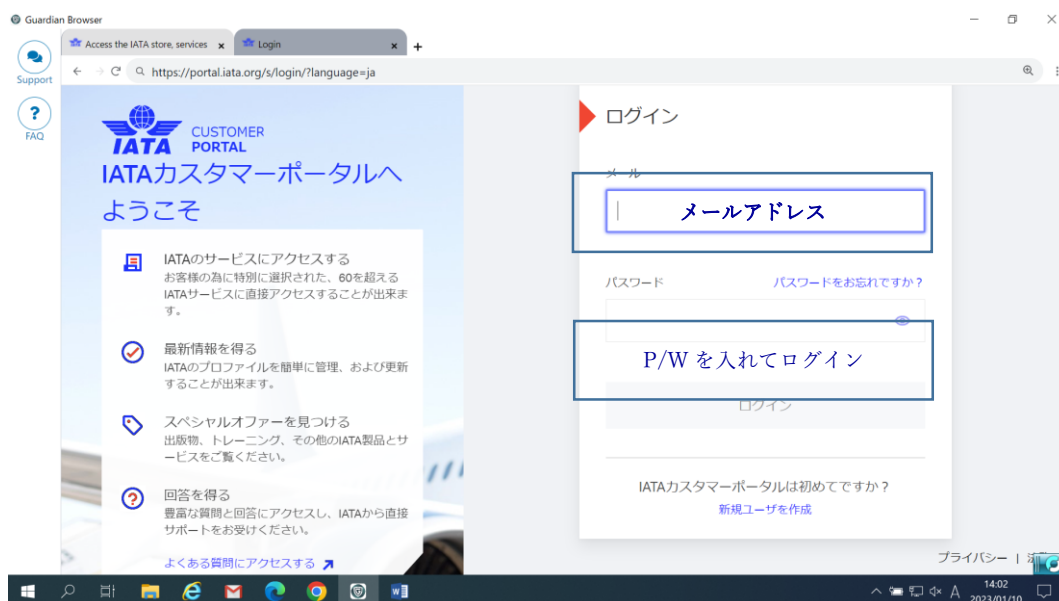 Guardian Browser
Access the IATA store, services
Login
Support
https://portal.iata.org/s/login/?language=ja
FAQ
IATA
CUSTOMER
PORTAL
IATAカスタマーポータルへ
ようこそ
IATAのサービスにアクセスする
お客様の為に特別に選択された、60を超える
IATAサービスに直接アクセスすることが出来ま
す。
最新情報を得る
IATAのプロファイルを簡単に管理、および更新
することが出来ます。
スペシャルオファーを見つける
出版物、トレーニング、その他のIATA製品とサ
ービスをご覧ください。
回答を得る
豊富な質問と回答にアクセスし、IATAから直接
サポートをお受けください。
よくある質問にアクセスする
ログイン
メール
メールアドレス
パスワード
パスワードをお忘れですか？
P/W を入れてログイン
ログイン
IATAカスタマーポータルは初めてですか？
新規ユーザを作成
プライバシー |
A
14:02
2023/01/10